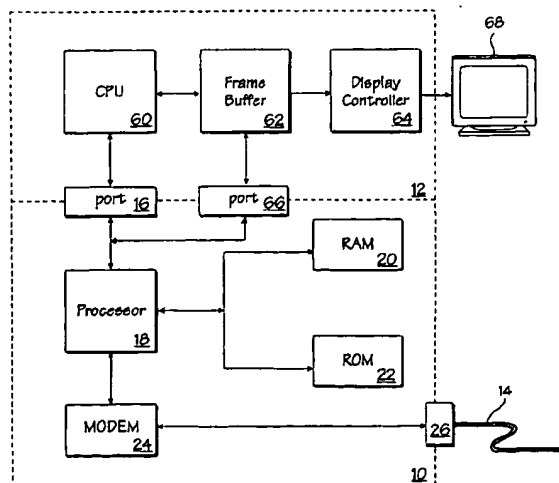 68
CPU
60
Frame
Buffer
62
Display
Controller
64
port
16
port
66
12
RAM
20
Processor
18
ROM
22
MODEM
24
26
14
10